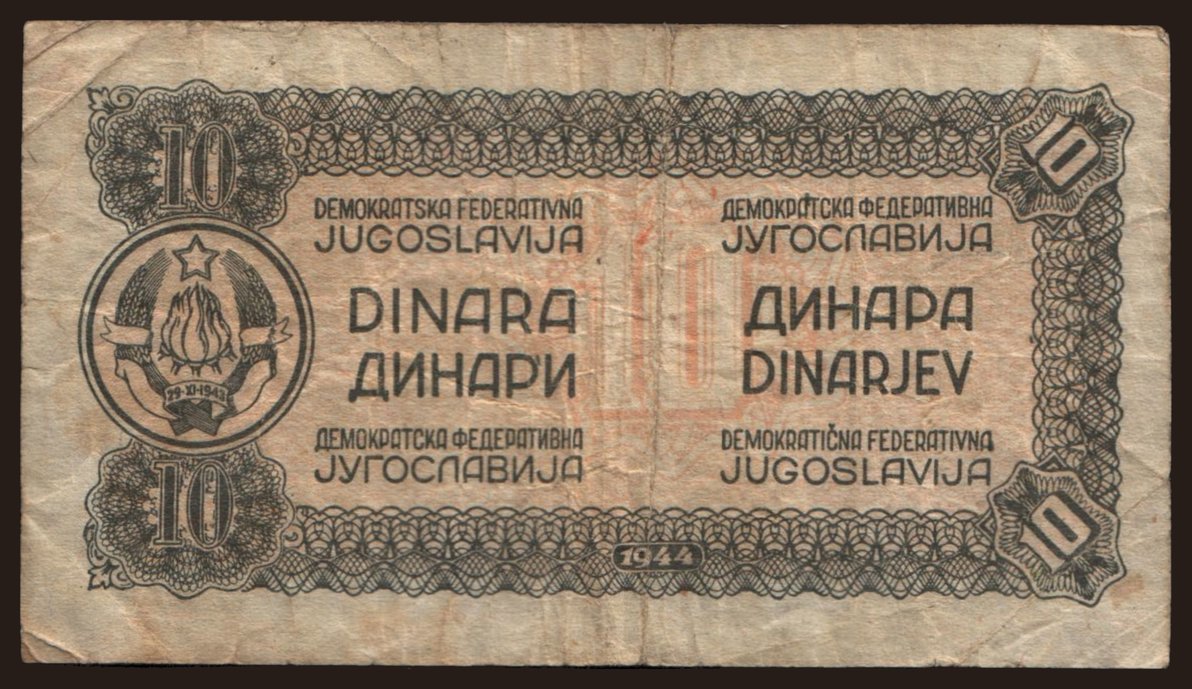 10
10
DEMOKRATSKA FEDERATIVNA
JUGOSLAVIJA
ДЕМОКРАТСКА ФЕДЕРАТИВНА
ЈУГОСЛАВИЈА
DINARA
ДИНАРИ
10
ДИНАРА
DINARJEV
29·XI·1943
ДЕМОКРАТСКА ФЕДЕРАТИВНА
ЈУГОСЛАВИЈА
DEMOKRATIČNA FEDERATIVNA
JUGOSLAVIJA
10
10
1944